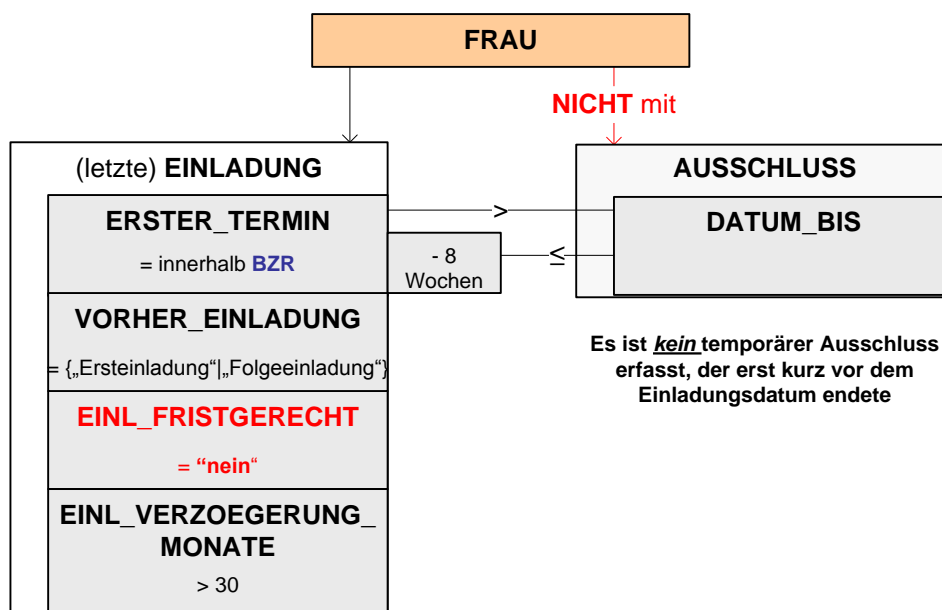 FRAU
NICHT mit
(letzte) EINLADUNG
AUSSCHLUSS
ERSTER_TERMIN
= innerhalb BZR
>
DATUM_BIS
- 8
Wochen
≤
VORHER_EINLADUNG
= {„Ersteinladung“|„Folgeeinladung“}
Es ist kein temporärer Ausschluss
erfasst, der erst kurz vor dem
Einladungsdatum endete
EINL_FRISTGERECHT
= “nein“
EINL_VERZOEGERUNG_
MONATE
> 30